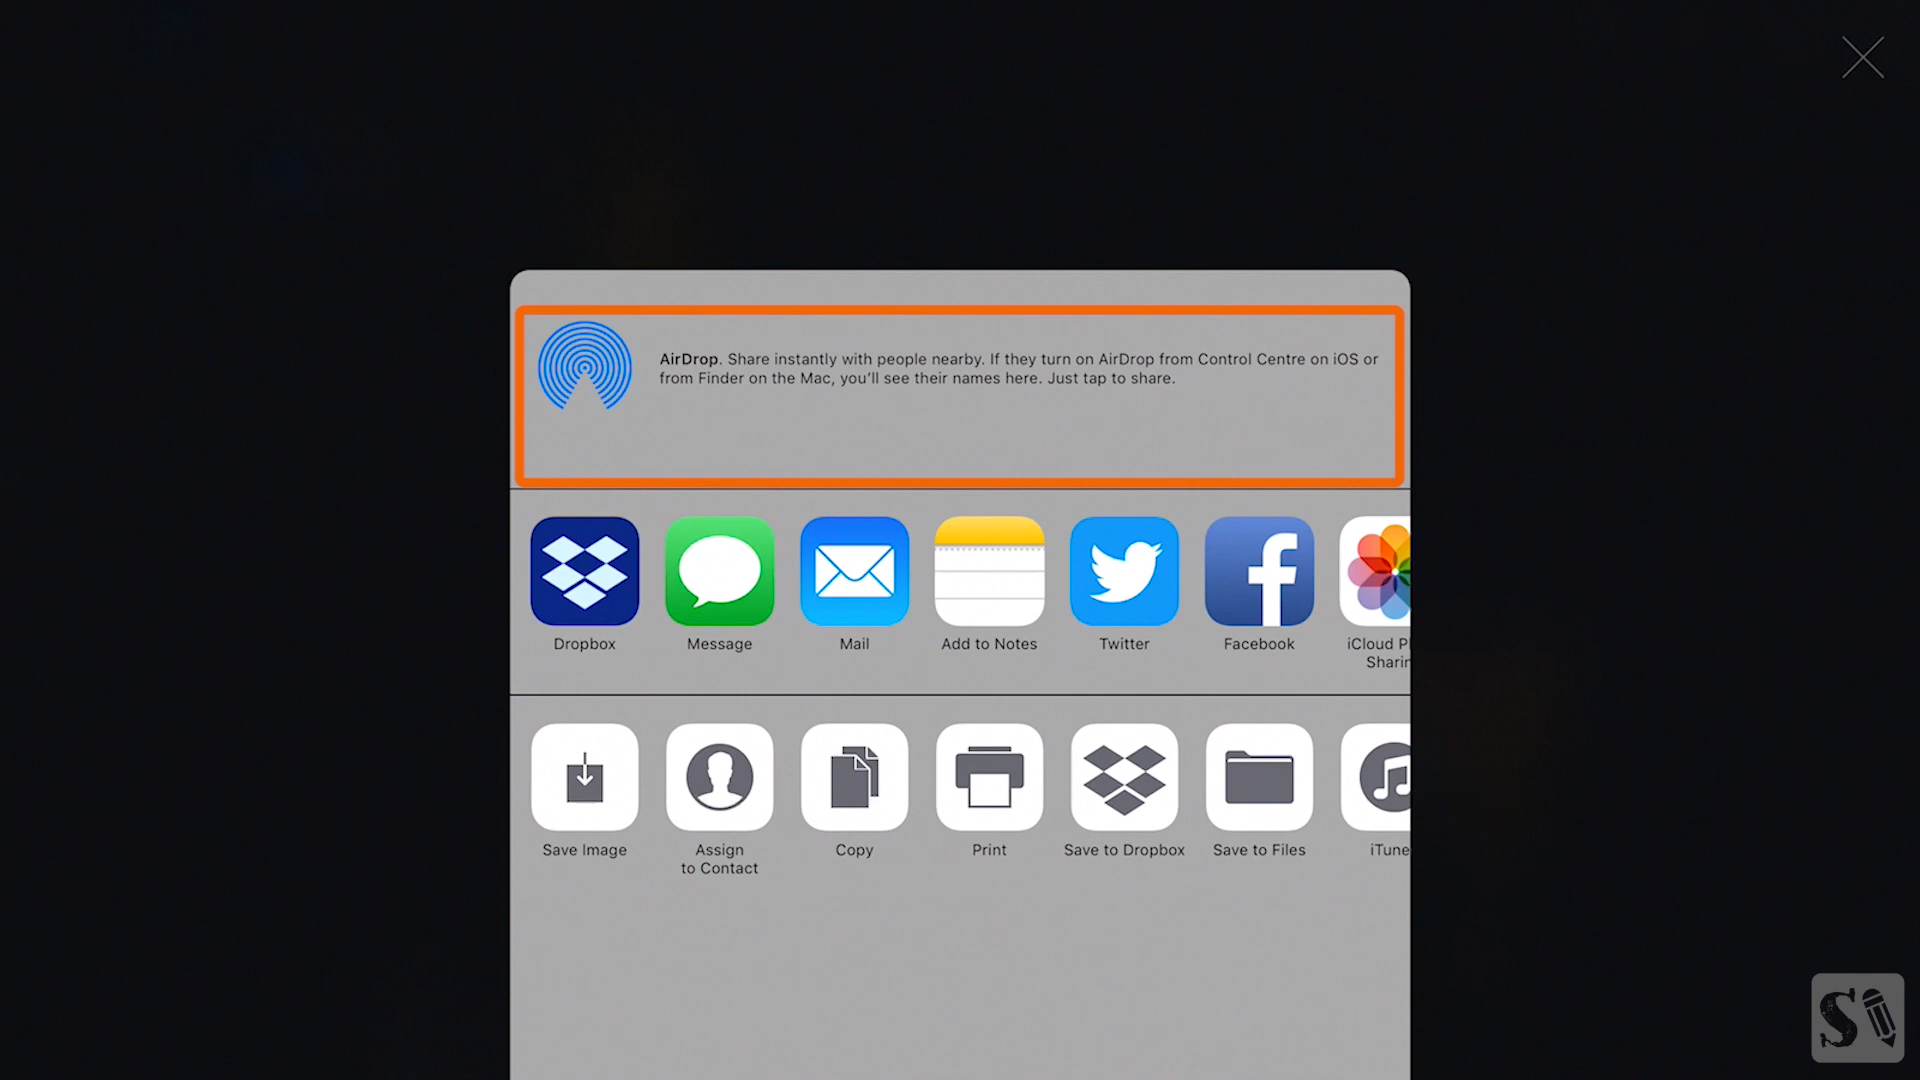 AirDrop. Share instantly with people nearby. If they turn on AirDrop from Control Centre on iOS or
from Finder on the Mac, you'll see their names here. Just tap to share.
Dropbox
Message
Mail
Add to Notes
Twitter
Facebook
iCloud
Save Image
Assign
to Contact
Copy
Print
Save to Dropbox
Save to Files
S